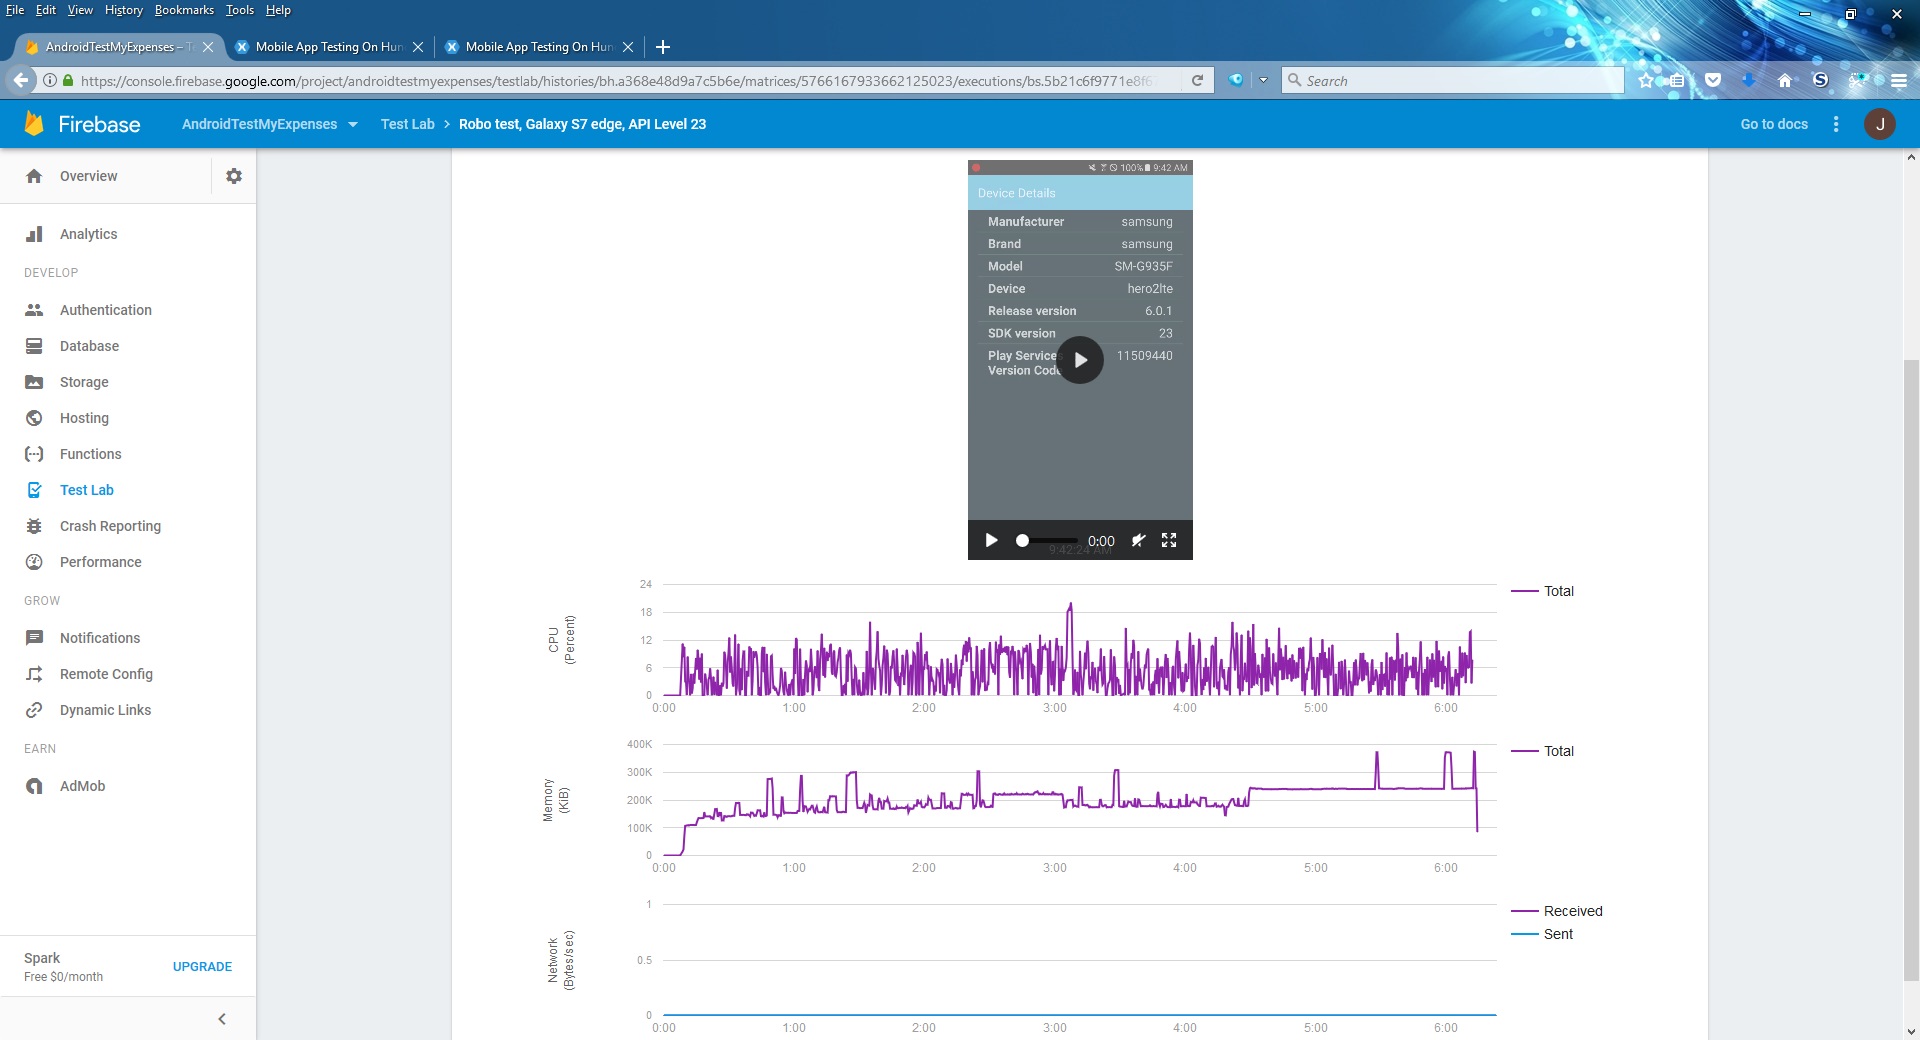 File Edit View History Bookmarks Tools Help
AndroidTestMyExpenses – T
Mobile App Testing On Hun
Mobile App Testing On Hun
https://console.firebase.google.com/project/androidtestmyexpenses/testlab/histories/bh.a368e48d9a7c5b6e/matrices/5766167933662125023/executions/bs.5b21c6f9771e8f6
Search
Firebase
AndroidTestMyExpenses
Test Lab > Robo test, Galaxy S7 edge, API Level 23
Go to docs
J
Overview
Analytics
DEVELOP
Authentication
Database
Storage
Hosting
Functions
Test Lab
Crash Reporting
Performance
GROW
Notifications
Remote Config
Dynamic Links
EARN
AdMob
Spark
Free $0/month
UPGRADE
100% 9:42 AM
Device Details
Manufacturer samsung
Brand samsung
Model SM-G935F
Device hero2lte
Release version 6.0.1
SDK version 23
Play Services 11509440
Version Code
0:00
9:42:24 AM
CPU
(Percent)
24
18
12
6
0
0:00 1:00 2:00 3:00 4:00 5:00 6:00
Total
Memory
(KiB)
400K
300K
200K
100K
0
0:00 1:00 2:00 3:00 4:00 5:00 6:00
Total
Network
(Bytes/sec)
1
0.5
0
0:00 1:00 2:00 3:00 4:00 5:00 6:00
Received
Sent